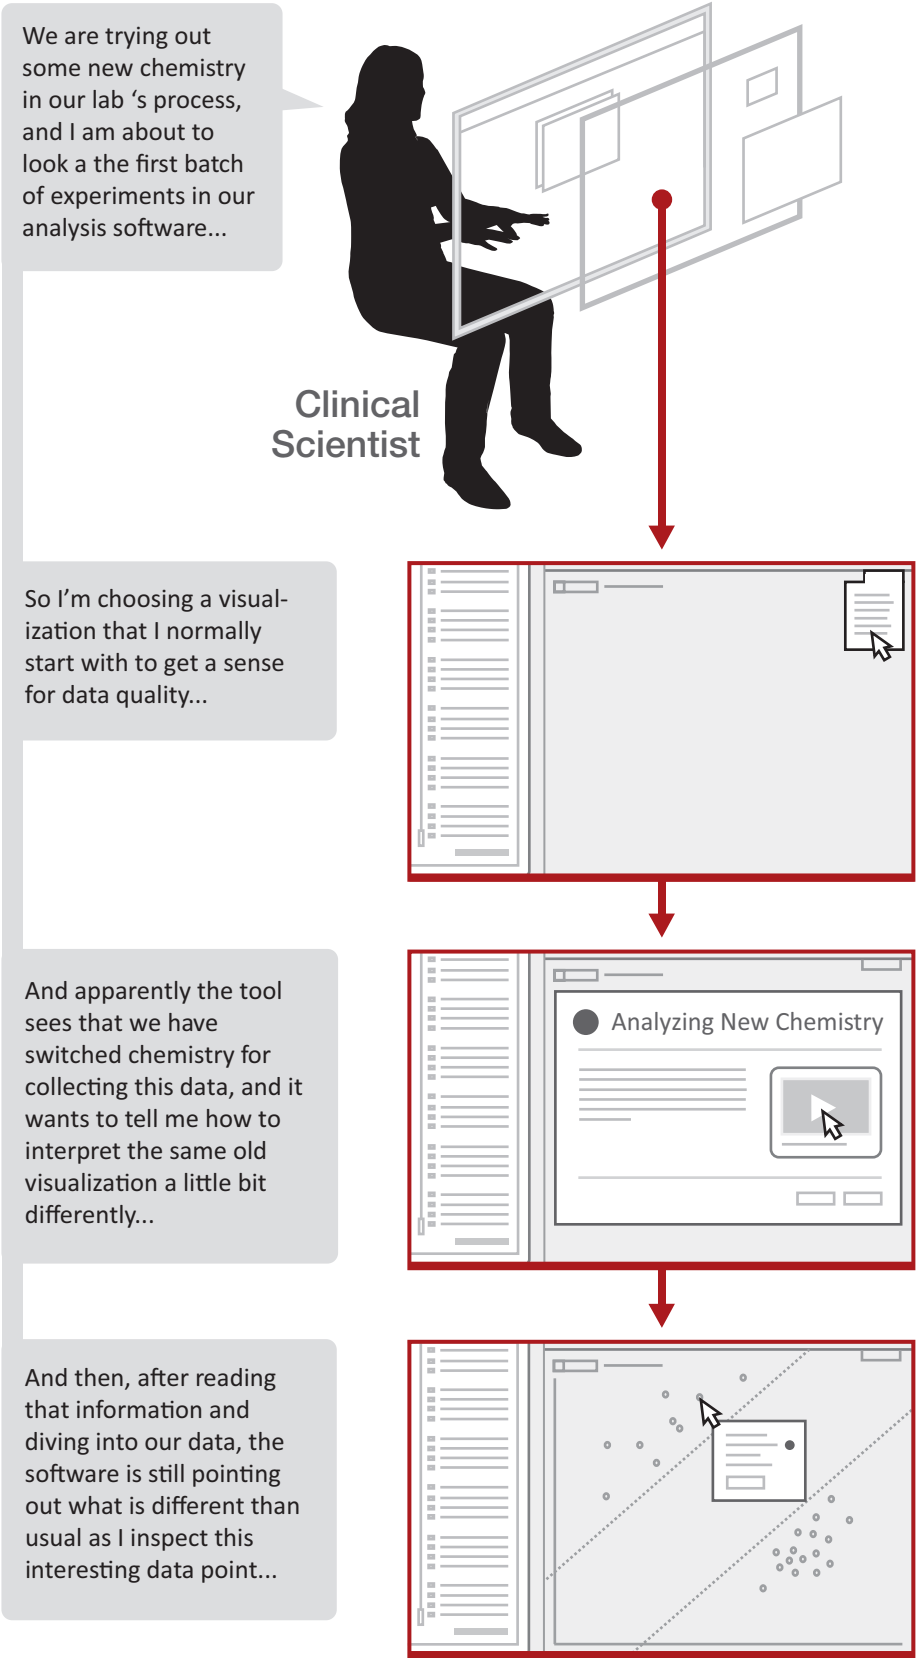 We are trying out
some new chemistry
in our lab ‘s process,
and I am about to
look a the first batch
of experiments in our
analysis software...
Clinical
Scientist
So I’m choosing a visual-
ization that I normally
start with to get a sense
for data quality...
And apparently the tool
sees that we have
switched chemistry for
collecting this data, and it
wants to tell me how to
interpret the same old
visualization a little bit
differently...
Analyzing New Chemistry
And then, after reading
that information and
diving into our data, the
software is still pointing
out what is different than
usual as I inspect this
interesting data point...